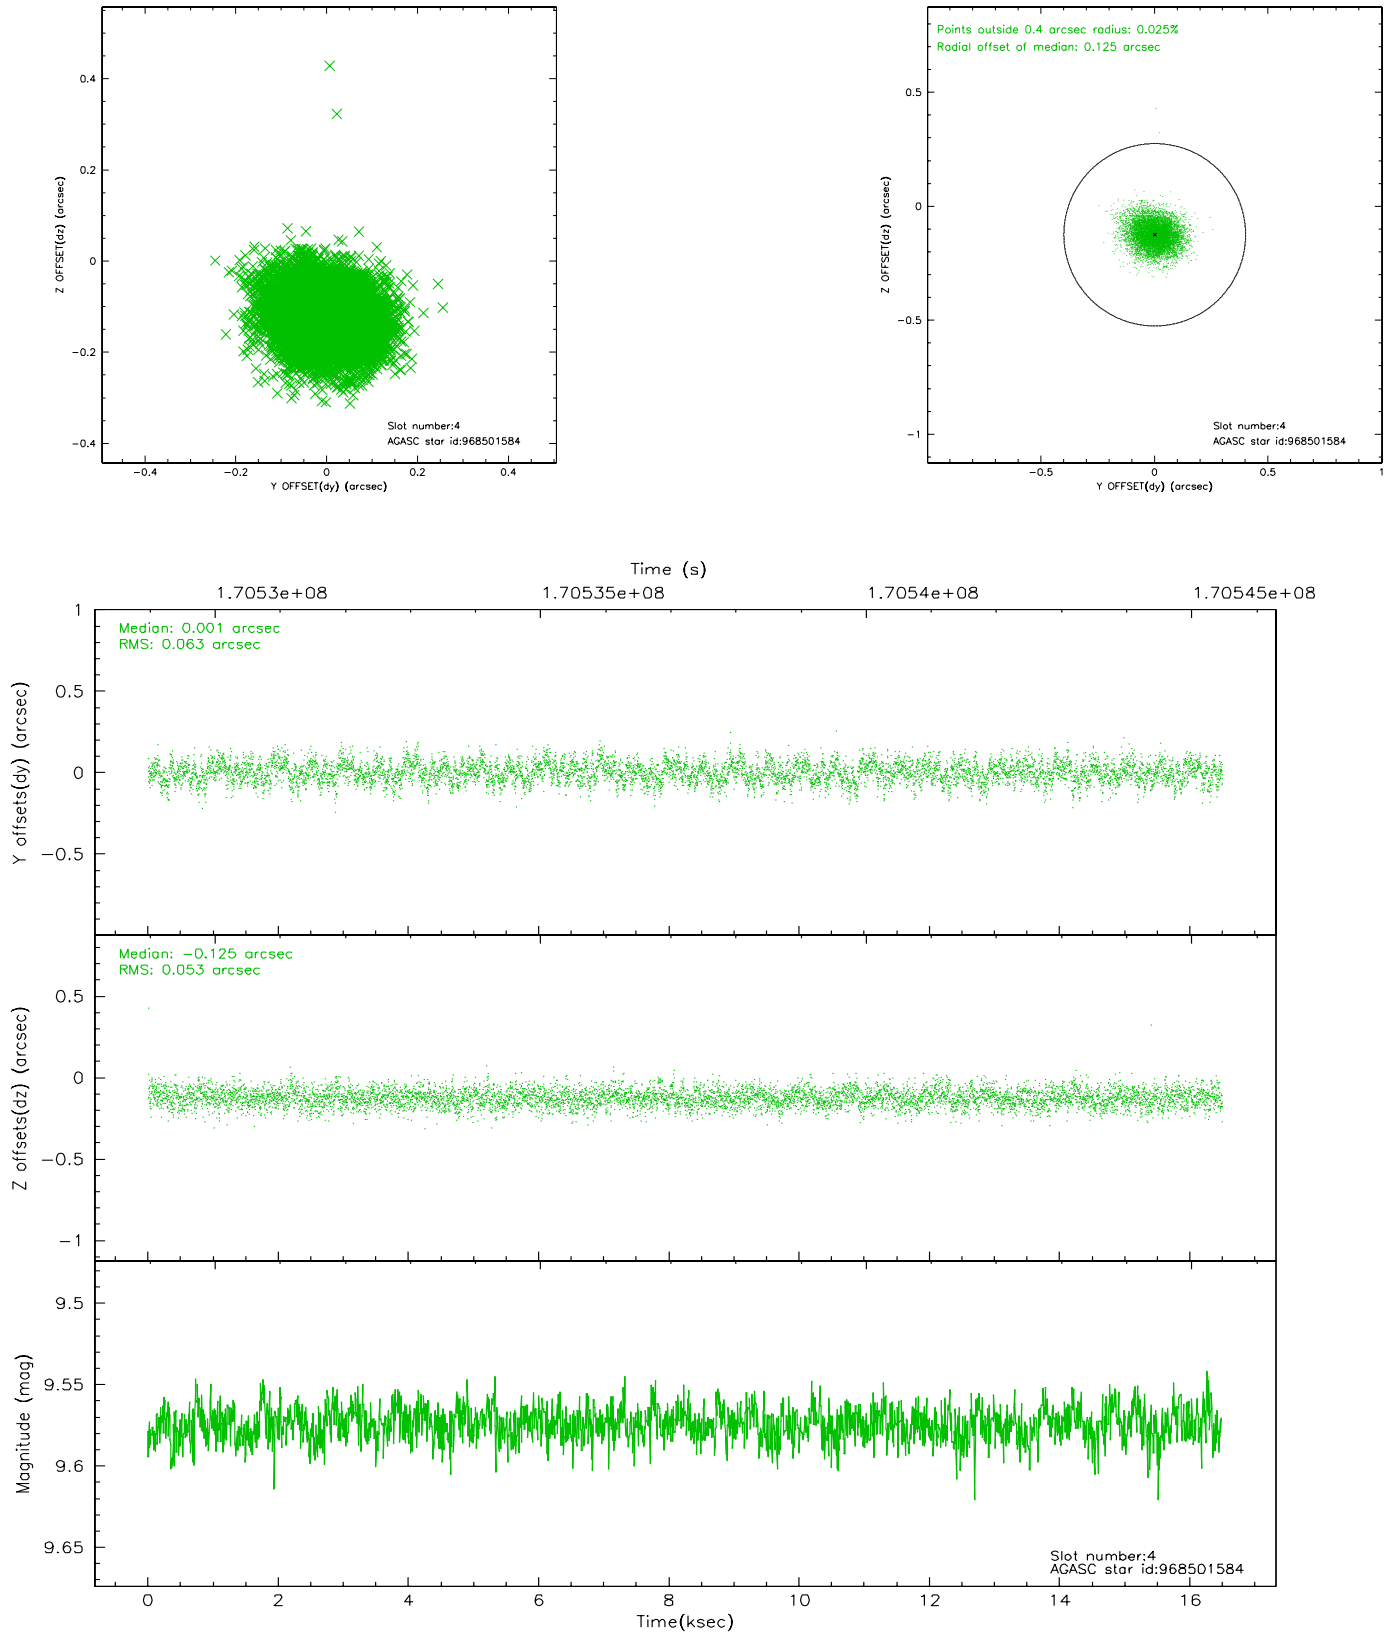 0.4
0.2
0
−0.2
−0.4
Z OFFSET(dz) (arcsec)
Slot number:4
AGASC star id:968501584
−0.4 −0.2 0 0.2 0.4
Y OFFSET(dy) (arcsec)
Points outside 0.4 arcsec radius: 0.025%
Radial offset of median: 0.125 arcsec
0.5
0
−0.5
−1
Z OFFSET(dz) (arcsec)
Slot number:4
AGASC star id:968501584
−0.5 0 0.5 1
Y OFFSET(dy) (arcsec)
Time (s)
1.7053e+08 1.70535e+08 1.7054e+08 1.70545e+08
Median: 0.001 arcsec
RMS: 0.063 arcsec
1
0.5
0
−0.5
Y offsets(dy) (arcsec)
Median: −0.125 arcsec
RMS: 0.053 arcsec
0.5
0
−0.5
−1
Z offsets(dz) (arcsec)
9.5
9.55
9.6
9.65
Magnitude (mag)
Slot number:4
AGASC star id:968501584
0 2 4 6 8 10 12 14 16
Time(ksec)